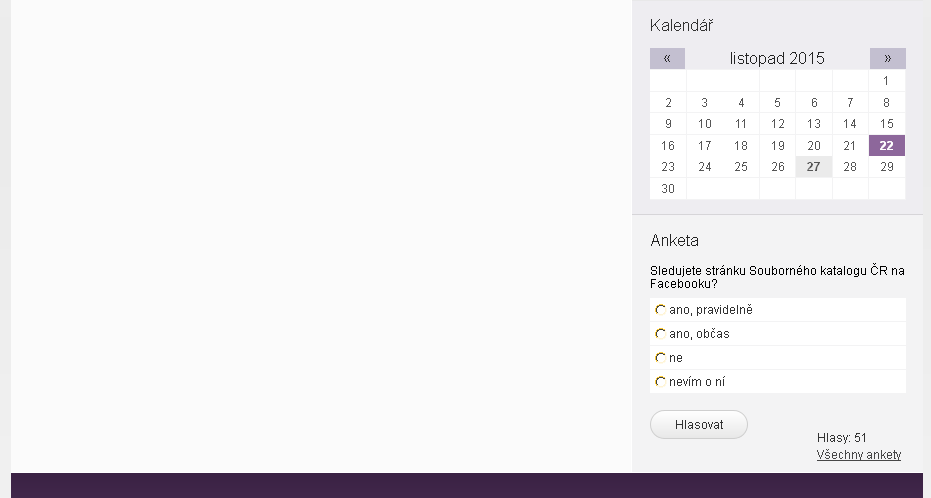 Kalendář
« listopad 2015 »
1
2 3 4 5 6 7 8
9 10 11 12 13 14 15
16 17 18 19 20 21 22
23 24 25 26 27 28 29
30
Anketa
Sledujete stránku Souborného katalogu ČR na
Facebooku?
ano, pravidelně
ano, občas
ne
nevím o ní
Hlasovat
Hlasy: 51
Všechny ankety